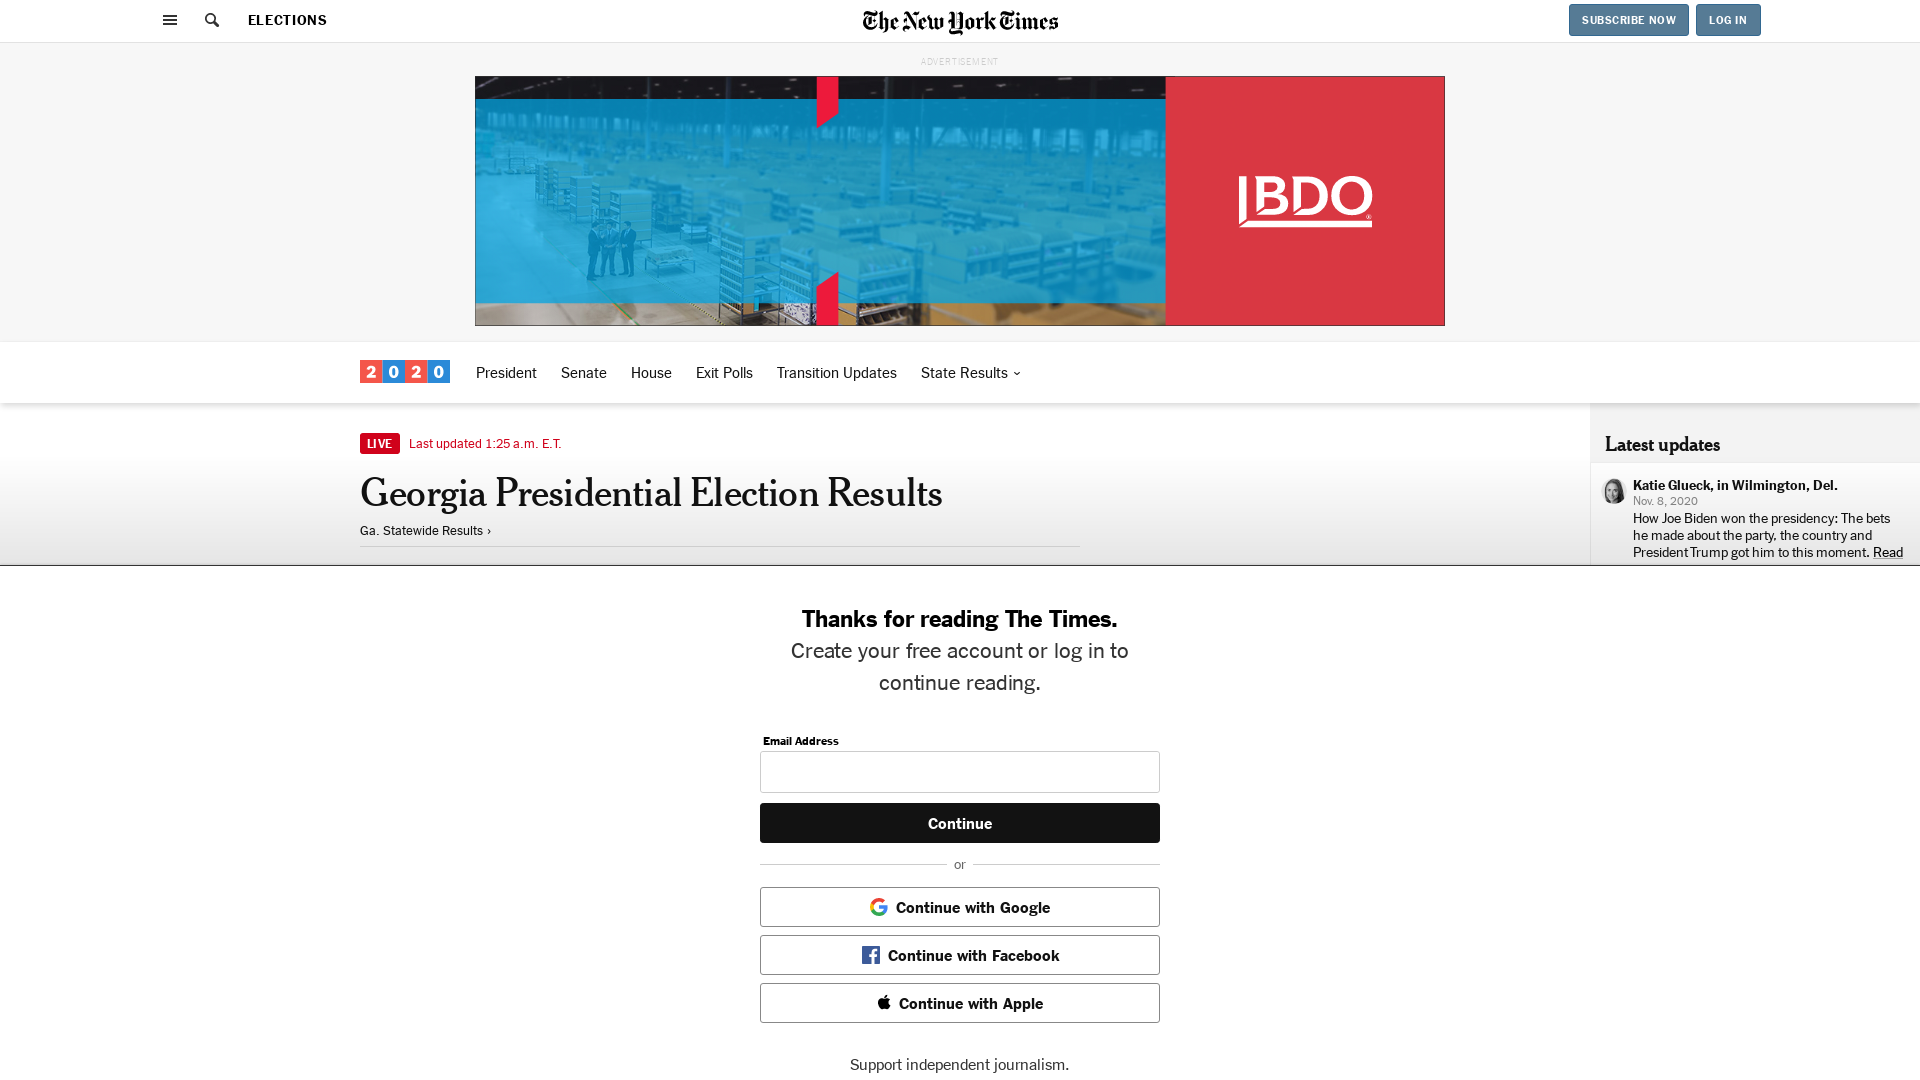 ELECTIONS
The New York Times
SUBSCRIBE NOW
LOG IN
ADVERTISEMENT
IBDO
®
2020
President
Senate
House
Exit Polls
Transition Updates
State Results
LIVE
Last updated 1:25 a.m. E.T.
Georgia Presidential Election Results
Ga. Statewide Results ›
Latest updates
Katie Glueck, in Wilmington, Del.
Nov. 8, 2020
How Joe Biden won the presidency: The bets
he made about the party, the country and
President Trump got him to this moment. Read
Thanks for reading The Times.
Create your free account or log in to
continue reading.
Email Address
Continue
or
Continue with Google
Continue with Facebook
Continue with Apple
Support independent journalism.